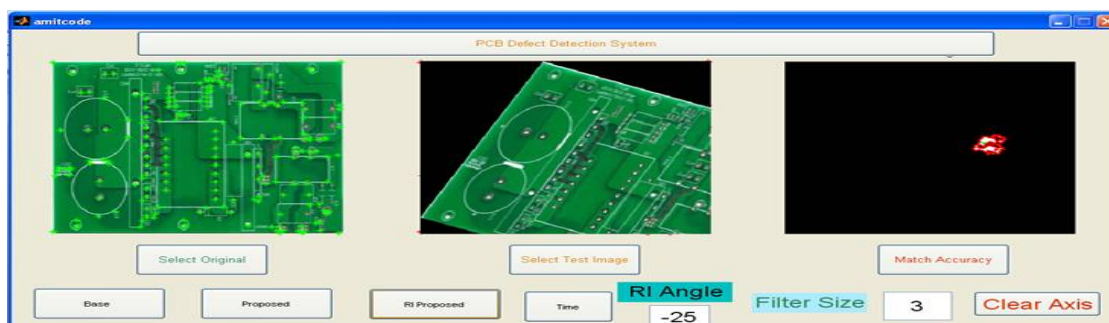 amitcode
PCB Defect Detection System
Select Original
Select Test Image
Match Accuracy
Base
Proposed
RI Proposed
Time
RI Angle
-25
Filter Size
3
Clear Axis